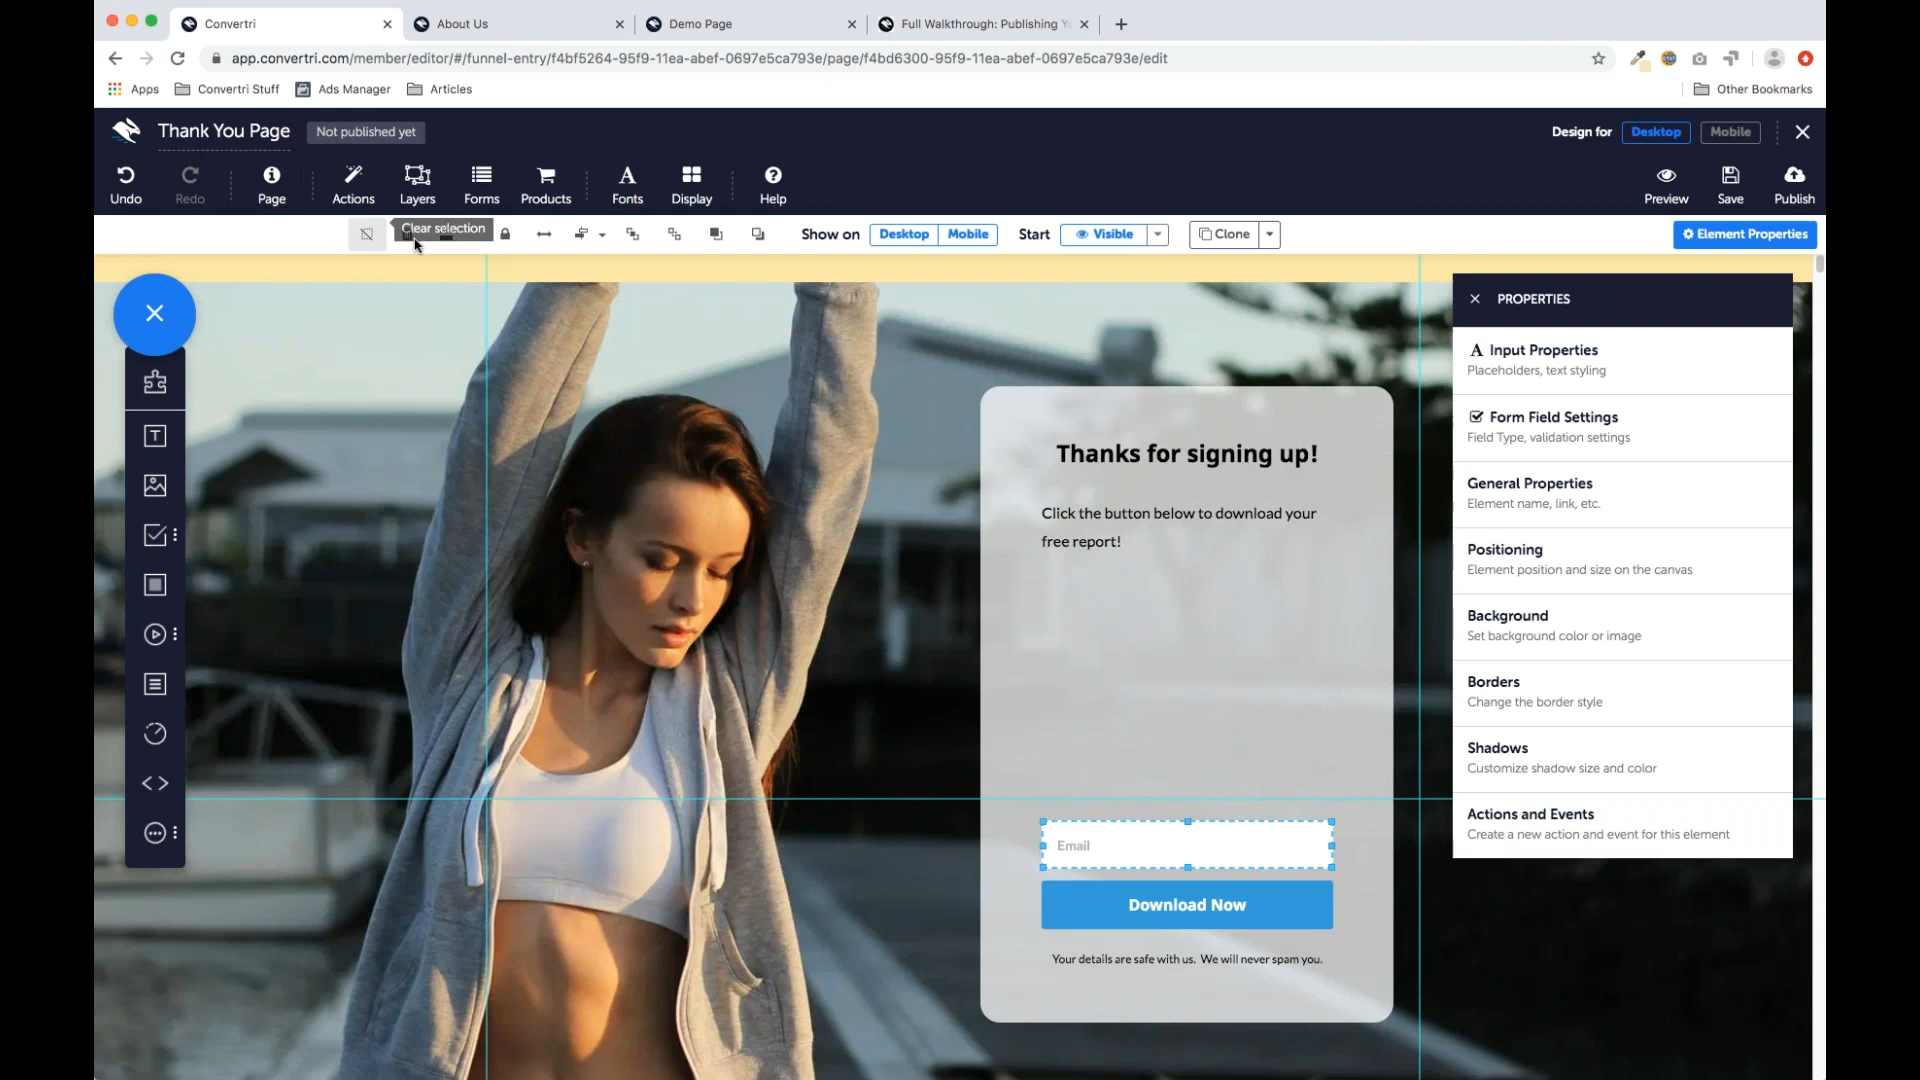 Convertri
About Us
Demo Page
Full Walkthrough: Publishing Y
app.convertri.com/member/editor/#/funnel-entry/f4bf5264-95f9-11ea-abef-0697e5ca793e/page/f4bd6300-95f9-11ea-abef-0697e5ca793e/edit
Apps
Convertri Stuff
Ads Manager
Articles
Other Bookmarks
Thank You Page
Not published yet
Design for
Desktop
Mobile
Undo
Redo
Page
Actions
Layers
Forms
Products
Fonts
Display
Help
Preview
Save
Publish
Clear selection
Show on
Desktop
Mobile
Start
Visible
Clone
Element Properties
PROPERTIES
Input Properties
Placeholders, text styling
Form Field Settings
Field Type, validation settings
General Properties
Element name, link, etc.
Positioning
Element position and size on the canvas
Background
Set background color or image
Borders
Change the border style
Shadows
Customize shadow size and color
Actions and Events
Create a new action and event for this element
Thanks for signing up!
Click the button below to download your
free report!
Email
Download Now
Your details are safe with us. We will never spam you.